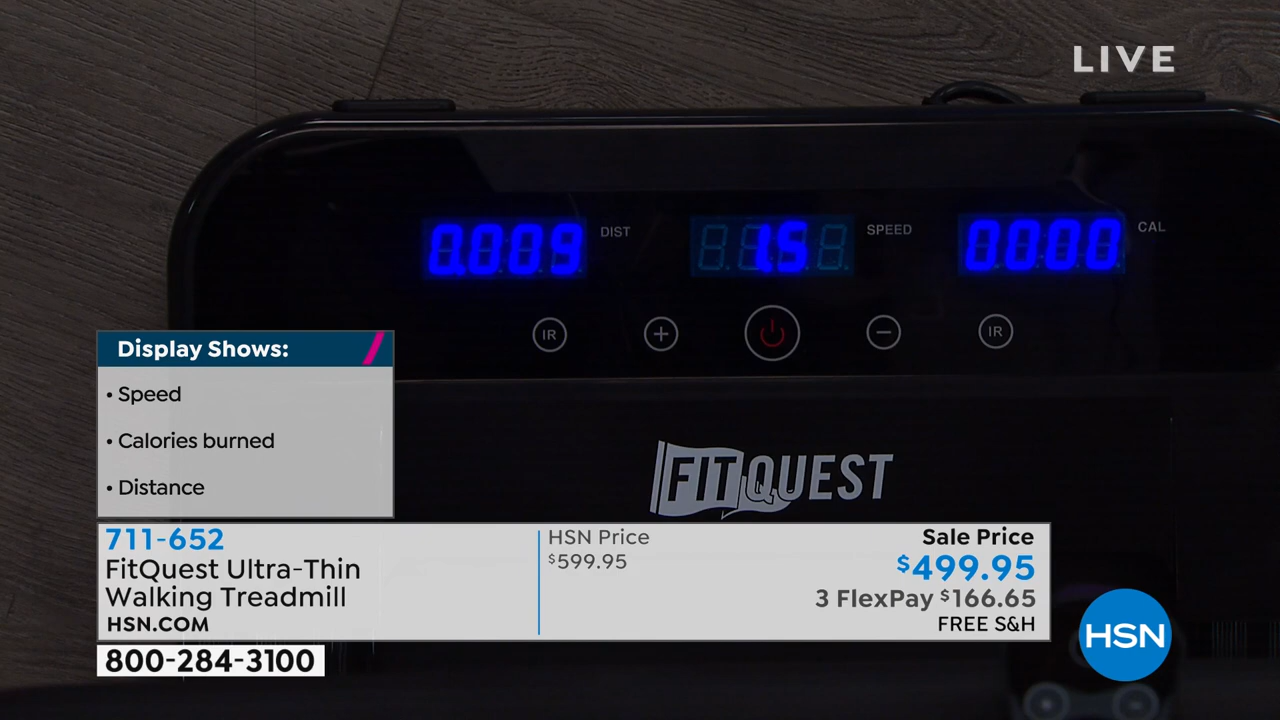 LIVE
0.009 DIST
1.5 SPEED
0000 CAL
IR
IR
FITQUEST
Display Shows:
• Speed
• Calories burned
• Distance
711-652
FitQuest Ultra-Thin
Walking Treadmill
HSN.COM
HSN Price
$599.95
Sale Price
$499.95
3 FlexPay $166.65
FREE S&H
800-284-3100
HSN